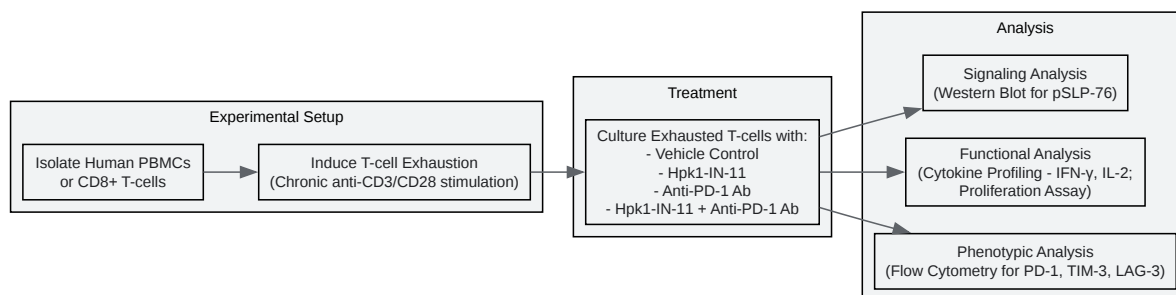 Experimental Setup
Isolate Human PBMCs
or CD8+ T-cells
Induce T-cell Exhaustion
(Chronic anti-CD3/CD28 stimulation)
Treatment
Culture Exhausted T-cells with:
- Vehicle Control
- Hpk1-IN-11
- Anti-PD-1 Ab
- Hpk1-IN-11 + Anti-PD-1 Ab
Analysis
Signaling Analysis
(Western Blot for pSLP-76)
Functional Analysis
(Cytokine Profiling - IFN-γ, IL-2;
Proliferation Assay)
Phenotypic Analysis
(Flow Cytometry for PD-1, TIM-3, LAG-3)